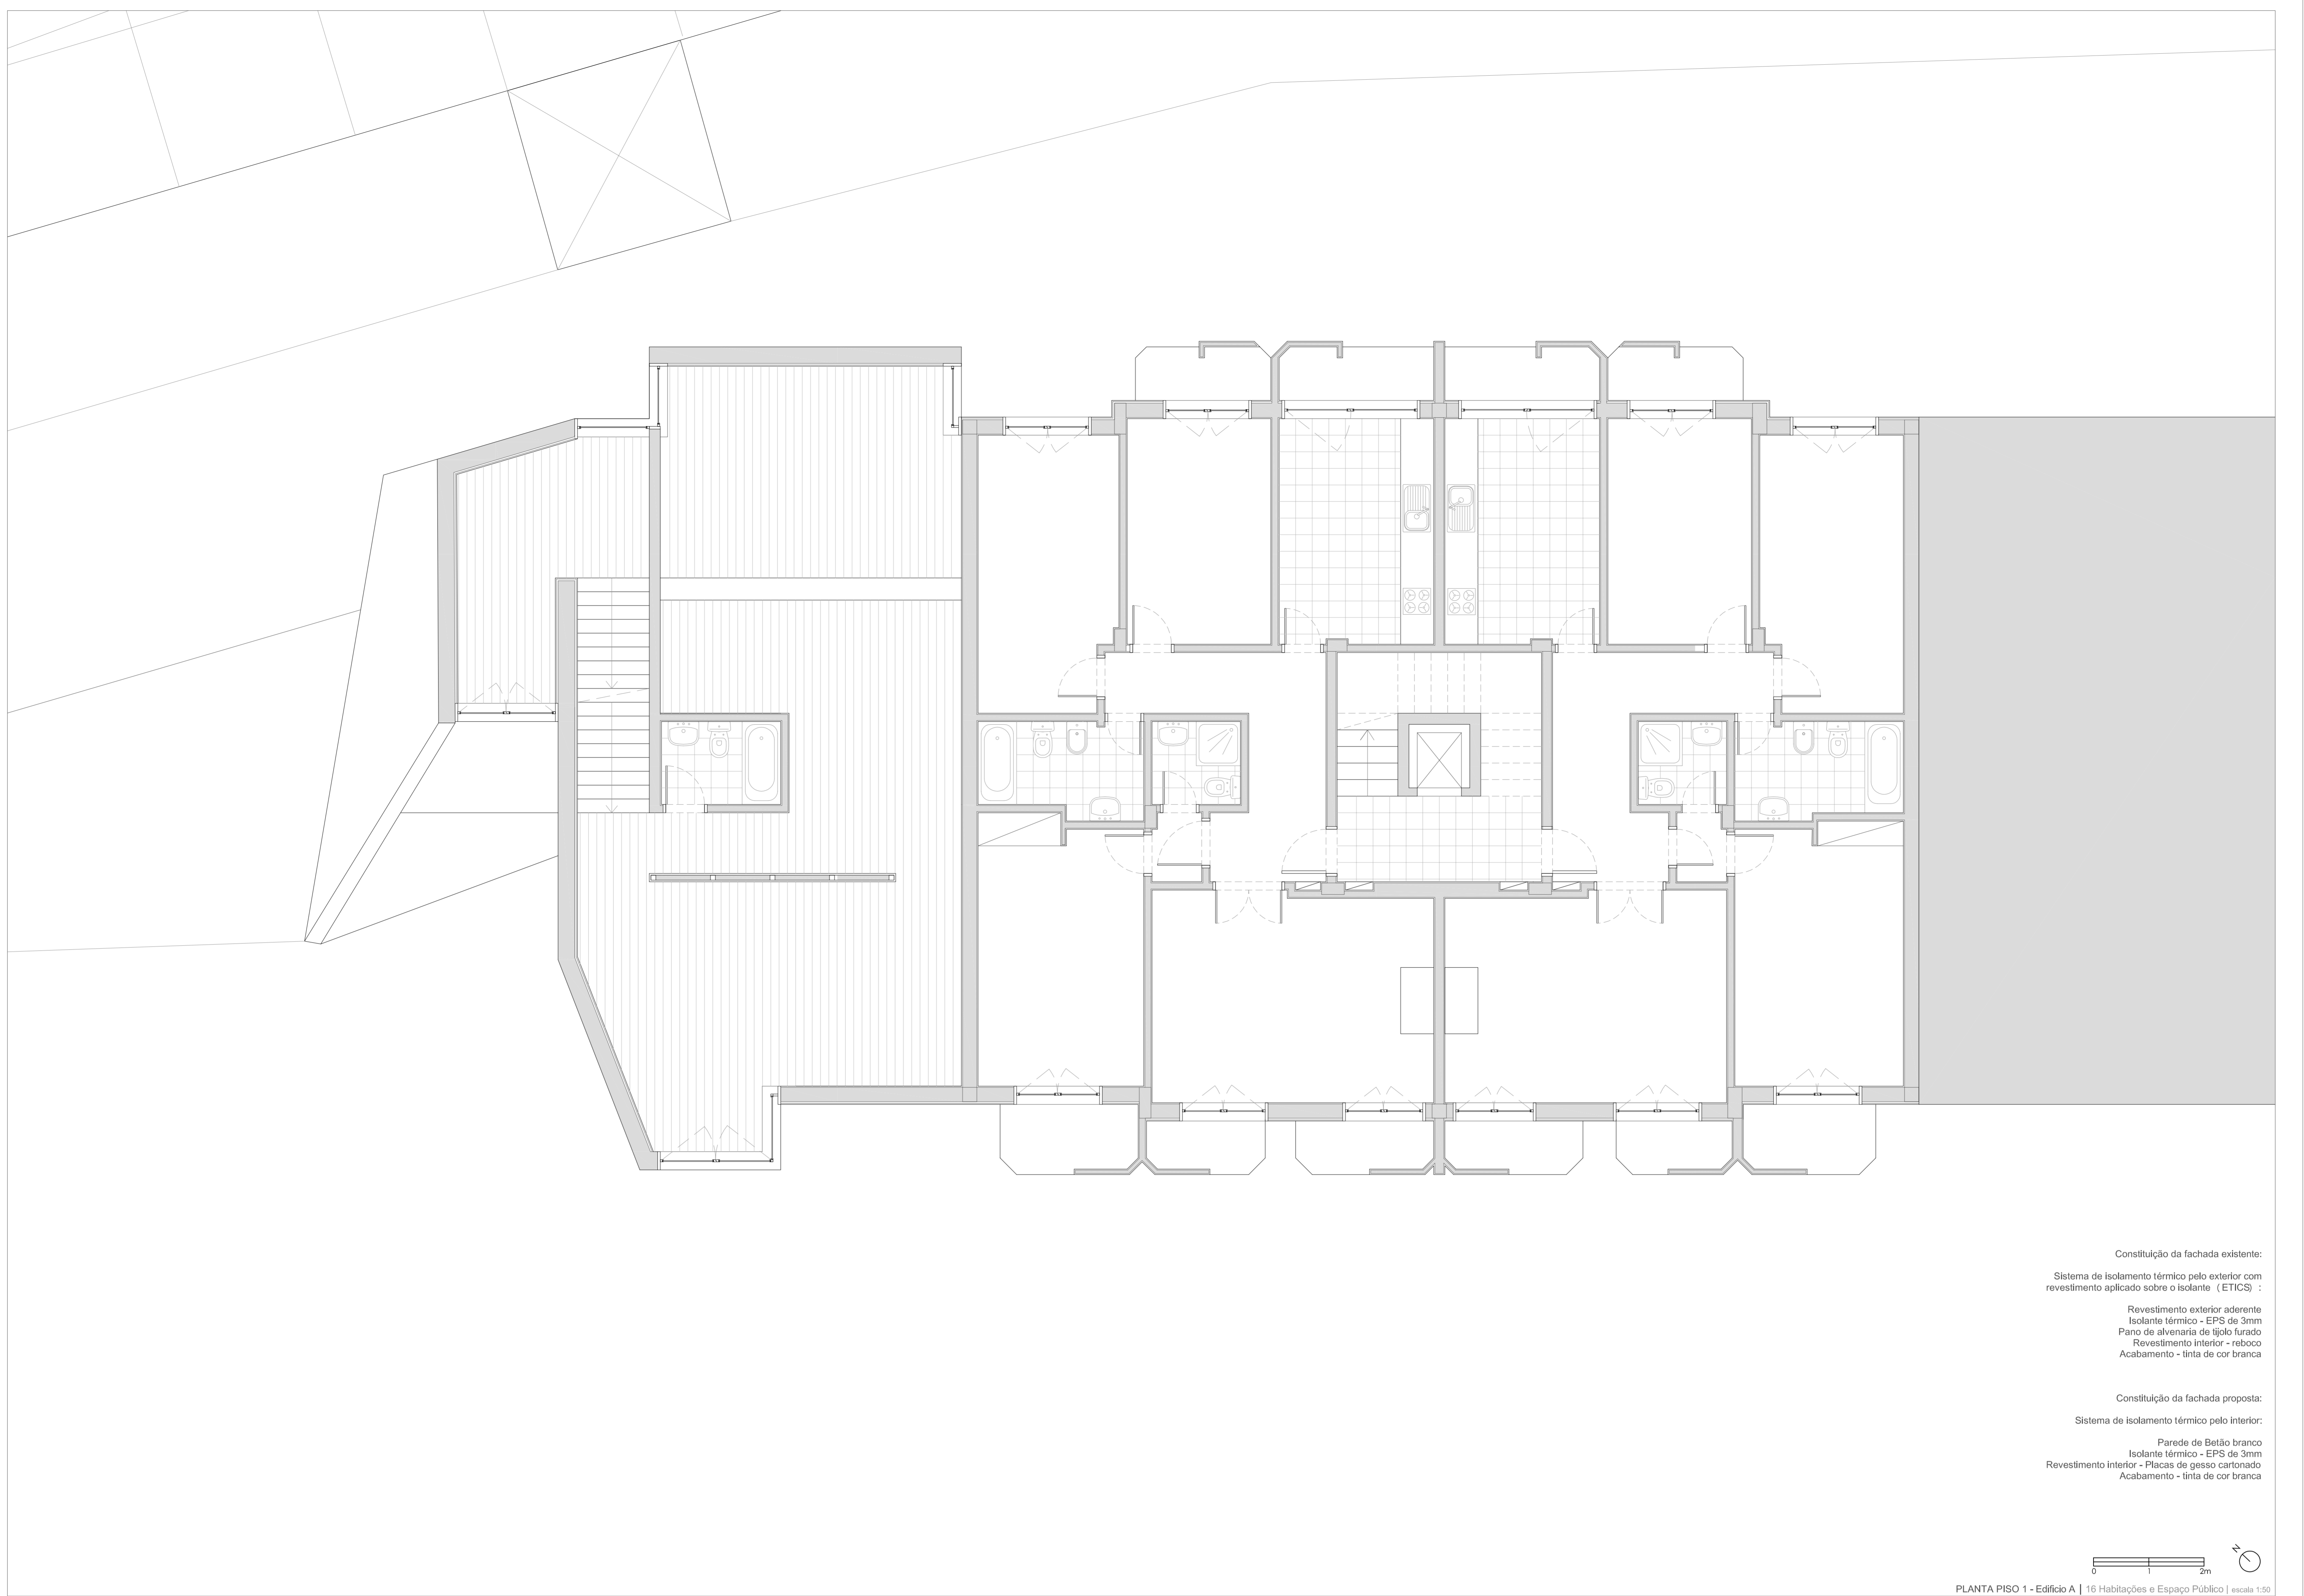 Constituição da fachada existente:
Sistema de isolamento térmico pelo exterior com
revestimento aplicado sobre o isolante ( ETICS) :
Revestimento exterior aderente
Isolante térmico - EPS de 3mm
Pano de alvenaria de tijolo furado
Revestimento interior - reboco
Acabamento - tinta de cor branca
Constituição da fachada proposta:
Sistema de isolamento térmico pelo interior:
Parede de Betão branco
Isolante térmico - EPS de 3mm
Revestimento interior - Placas de gesso cartonado
Acabamento - tinta de cor branca
N
0 1 2m
PLANTA PISO 1 - Edifício A | 16 Habitações e Espaço Público | escala 1:50